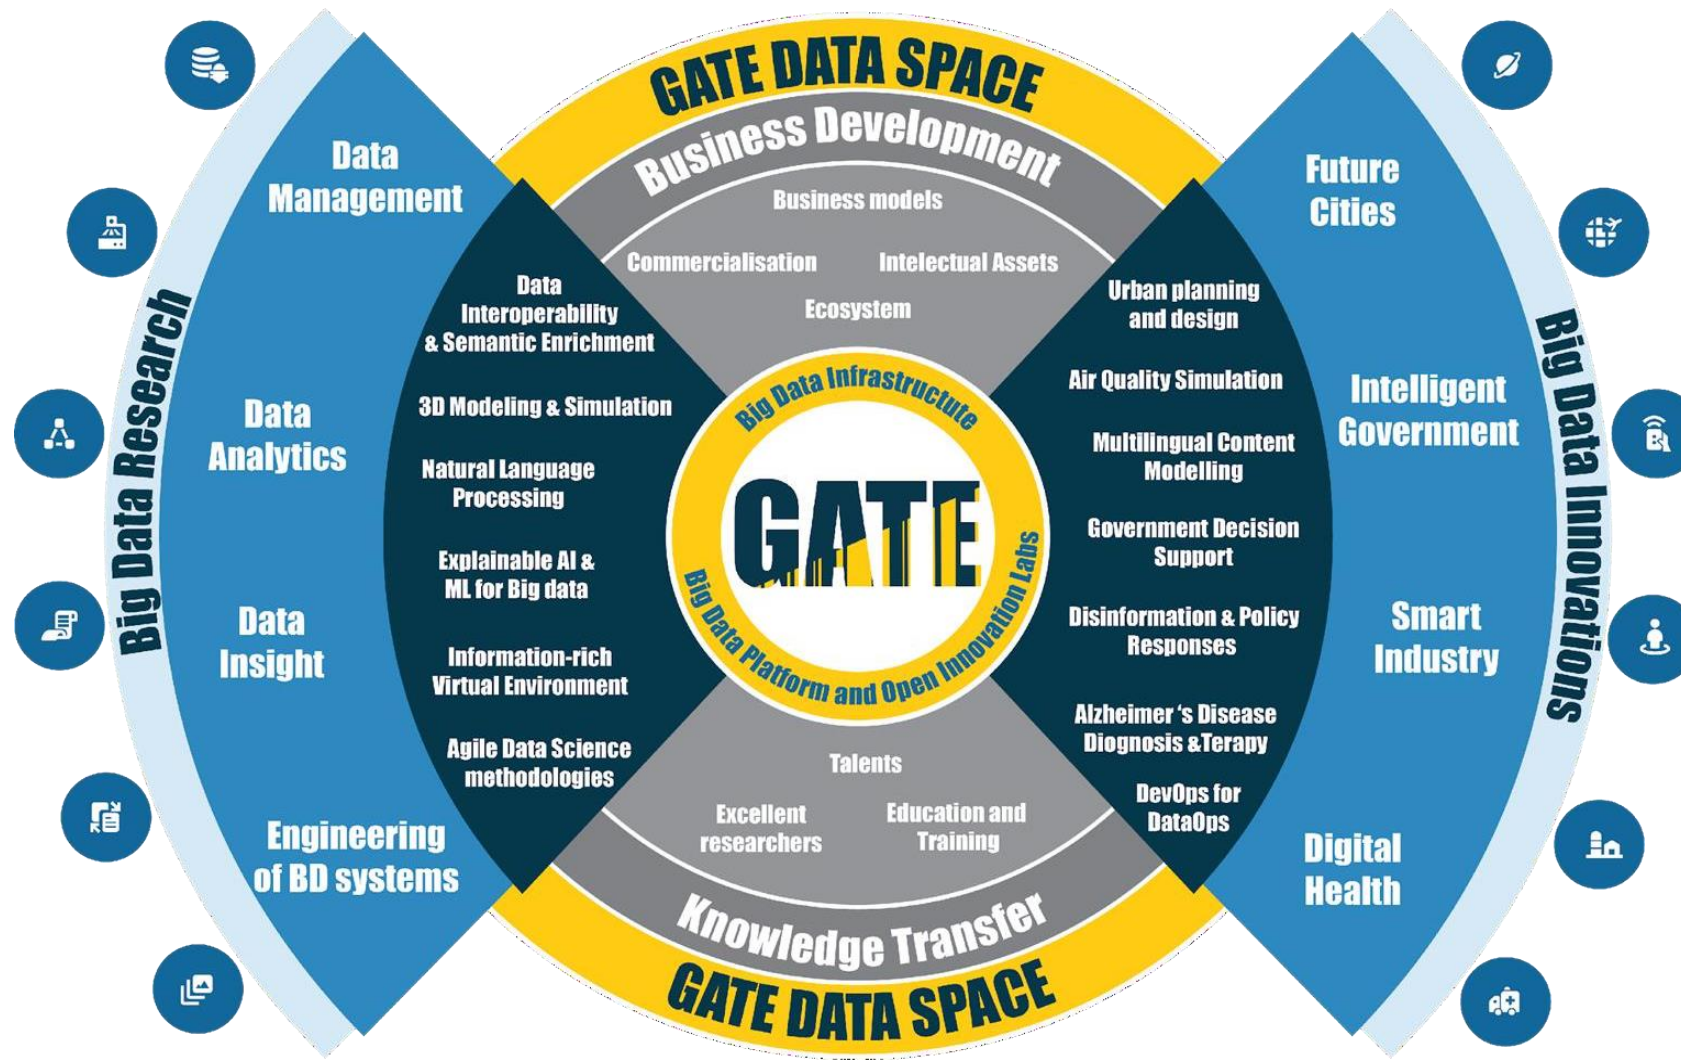 GATE DATA SPACE
Business Development
Business models
Commercialisation
Intelectual Assets
Ecosystem
Big Data Research
Data
Management
Data
Analytics
Data
Insight
Engineering
of BD systems
Data
Interoperability
& Semantic Enrichment
3D Modeling & Simulation
Natural Language
Processing
Explainable AI &
ML for Big data
Information-rich
Virtual Environment
Agile Data Science
methodologies
Big Data Infrastructute
GATE
Big Data Platform and Open Innovation Labs
Urban planning
and design
Air Quality Simulation
Multilingual Content
Modelling
Government Decision
Support
Disinformation & Policy
Responses
Alzheimer ‘s Disease
Diognosis &Terapy
DevOps for
DataOps
Future
Cities
Intelligent
Government
Smart
Industry
Digital
Health
Big Data Innovations
Talents
Excellent
researchers
Education and
Training
Knowledge Transfer
GATE DATA SPACE